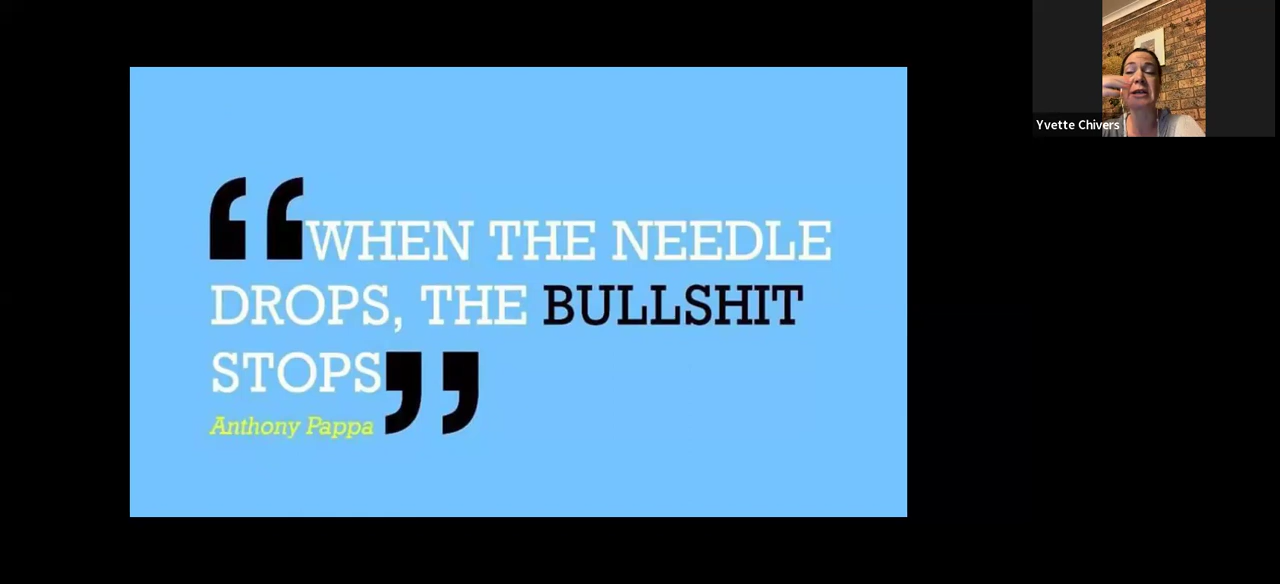 “WHEN THE NEEDLE
DROPS, THE BULLSHIT
STOPS”
Anthony Pappa
Yvette Chivers